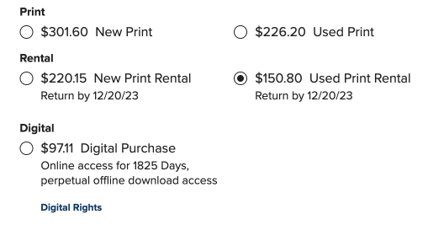 Print
$301.60 New Print
$226.20 Used Print
Rental
$220.15 New Print Rental
Return by 12/20/23
$150.80 Used Print Rental
Return by 12/20/23
Digital
$97.11 Digital Purchase
Online access for 1825 Days,
perpetual offline download access
Digital Rights